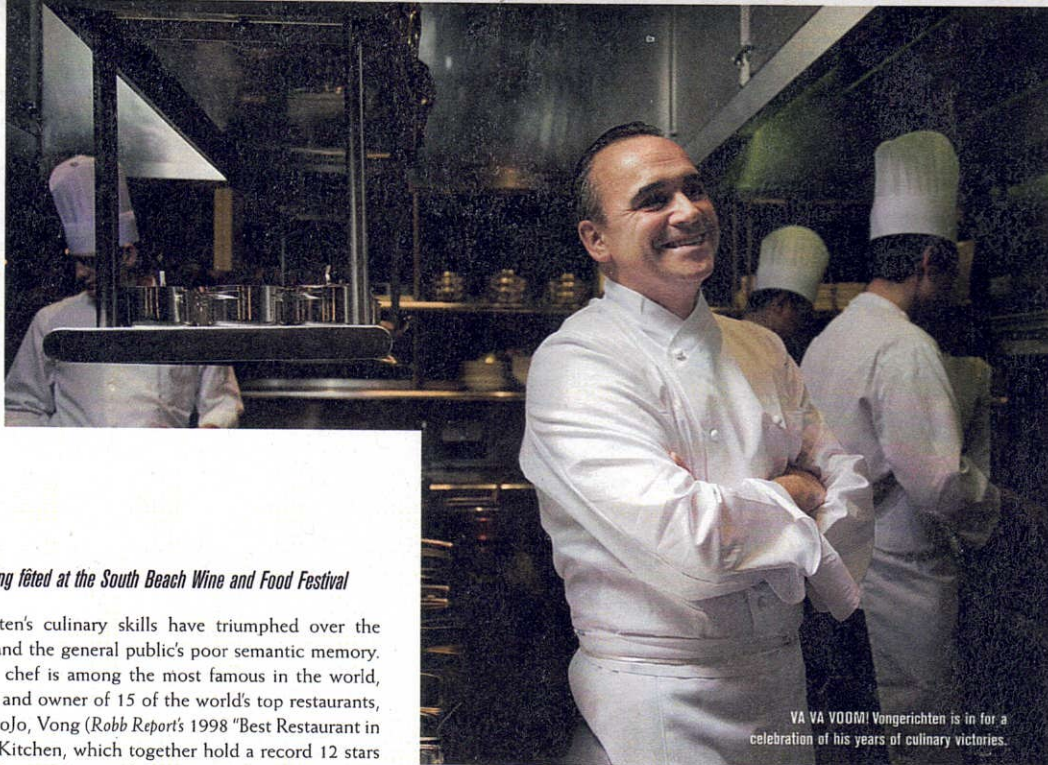 ng fêted at the South Beach Wine and Food Festival
ten's culinary skills have triumphed over the
and the general public's poor semantic memory.
chef is among the most famous in the world,
and owner of 15 of the world's top restaurants,
oJo, Vong (Robb Report's 1998 "Best Restaurant in
Kitchen, which together hold a record 12 stars
VA VA VOOM! Vongerichten is in for a
celebration of his years of culinary victories.